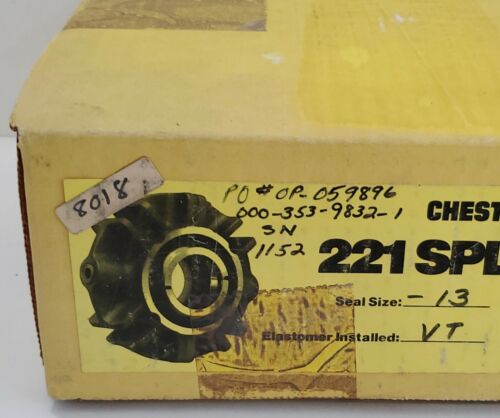 8018
PO # OP-059896
000-353-9832-1
SN
1152
CHEST
221 SPL
Seal Size: -13
Elastomer Installed: VT